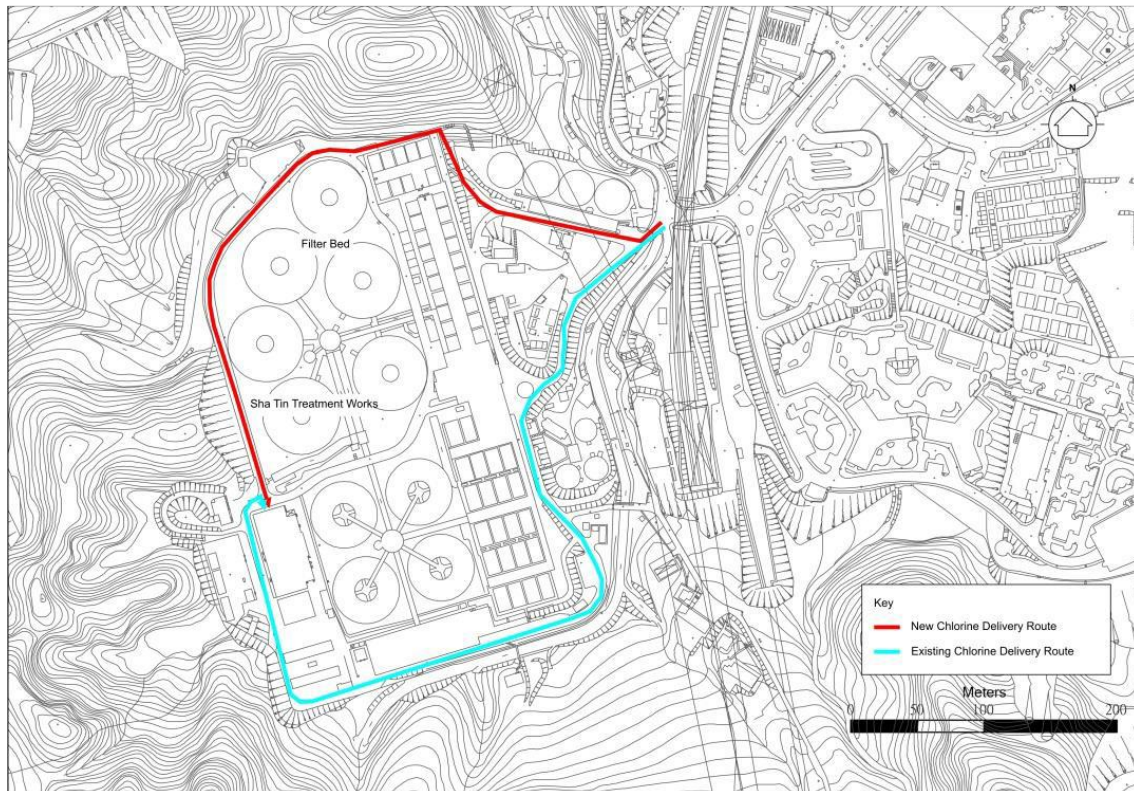 N
Filter Bed
Sha Tin Treatment Works
Key
New Chlorine Delivery Route
Existing Chlorine Delivery Route
Meters
0 50 100 200